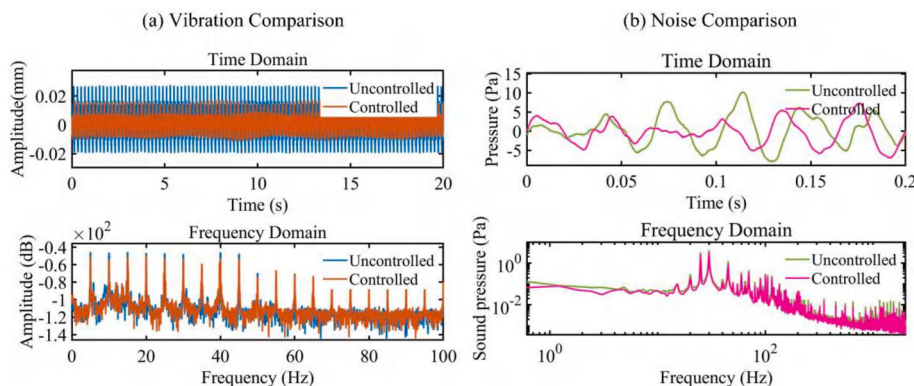 (a) Vibration Comparison
(b) Noise Comparison
Time Domain
Amplitude(mm)
0.02
0
-0.02
Uncontrolled
Controlled
0 5 10 15 20
Time (s)
Time Domain
Pressure (Pa)
15
10
5
0
-5
Uncontrolled
Controlled
0 0.05 0.1 0.15 0.2
Time (s)
×10²
Frequency Domain
Amplitude (dB)
-0.4
-0.6
-0.8
-1
-1.2
-1.4
Uncontrolled
Controlled
0 20 40 60 80 100
Frequency (Hz)
Frequency Domain
Sound pressure (Pa)
10⁰
10⁻²
Uncontrolled
Controlled
10⁰ 10²
Frequency (Hz)